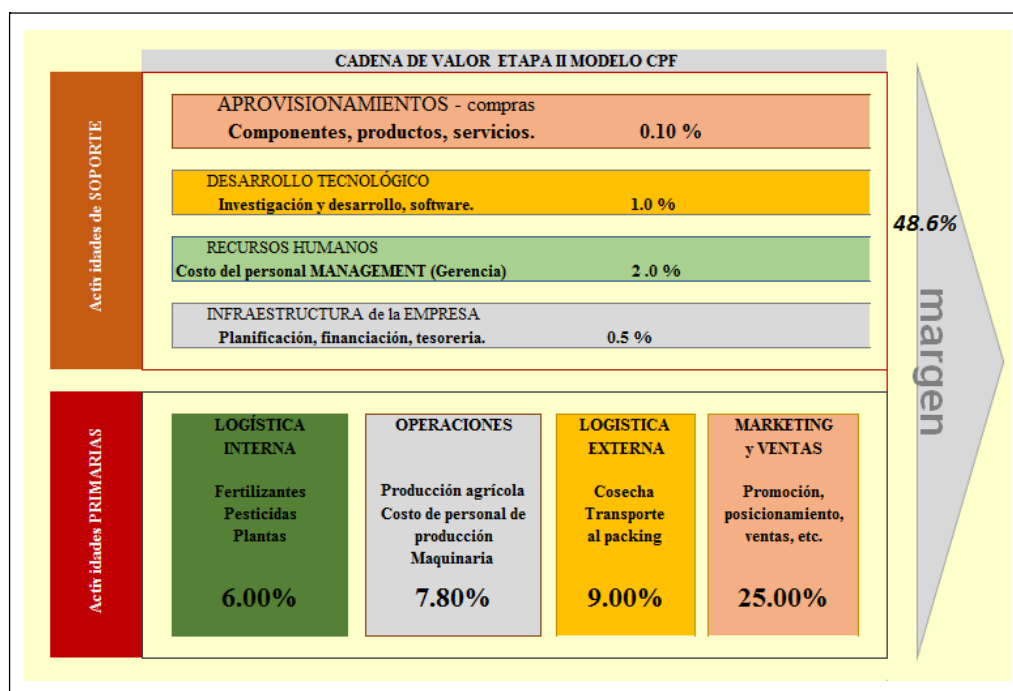 CADENA DE VALOR ETAPA II MODELO CPF
Actividades de SOPORTE
APROVISIONAMIENTOS - compras
Componentes, productos, servicios. 0.10 %
DESARROLLO TECNOLÓGICO
Investigación y desarrollo, software. 1.0 %
RECURSOS HUMANOS
Costo del personal MANAGEMENT (Gerencia) 2 .0 %
INFRAESTRUCTURA de la EMPRESA
Planificación, financiación, tesoreria. 0.5 %
48.6%
margen
Actividades PRIMARIAS
LOGÍSTICA
INTERNA
Fertilizantes
Pesticidas
Plantas
6.00%
OPERACIONES
Producción agrícola
Costo de personal de
producción
Maquinaria
7.80%
LOGISTICA
EXTERNA
Cosecha
Transporte
al packing
9.00%
MARKETING
y VENTAS
Promoción,
posicionamiento,
ventas, etc.
25.00%